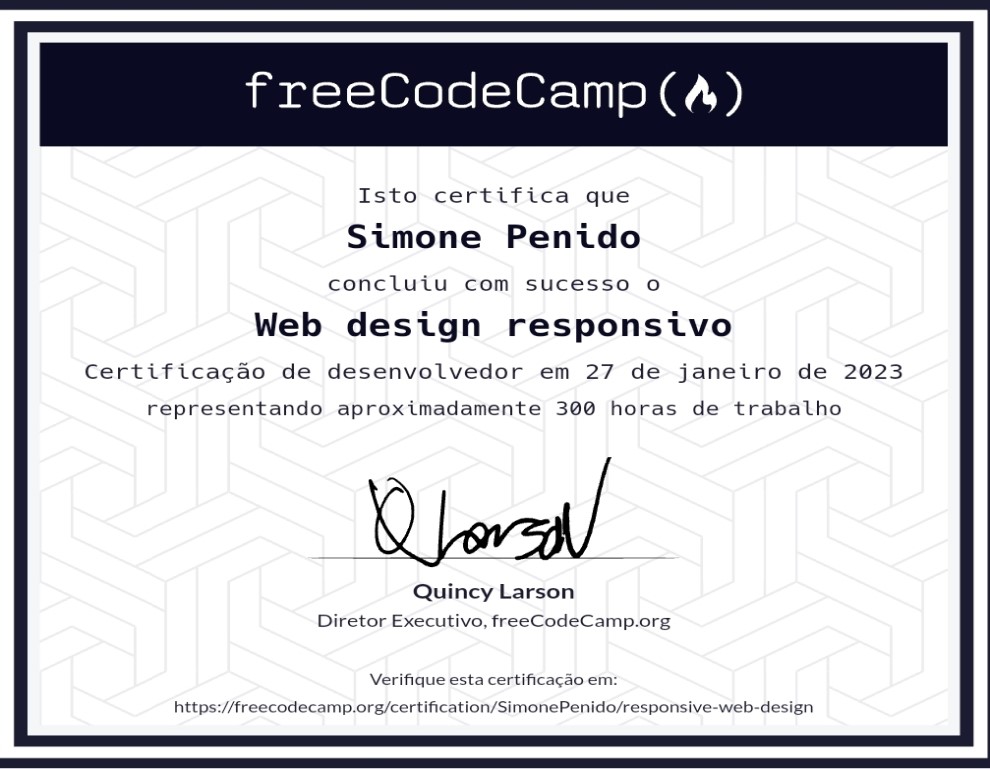 freeCodeCamp
Isto certifica que
Simone Penido
concluiu com sucesso o
Web design responsivo
Certificação de desenvolvedor em 27 de janeiro de 2023
representando aproximadamente 300 horas de trabalho
Q Larson
Quincy Larson
Diretor Executivo, freeCodeCamp.org
Verifique esta certificação em:
https://freecodecamp.org/certification/SimonePenido/responsive-web-design